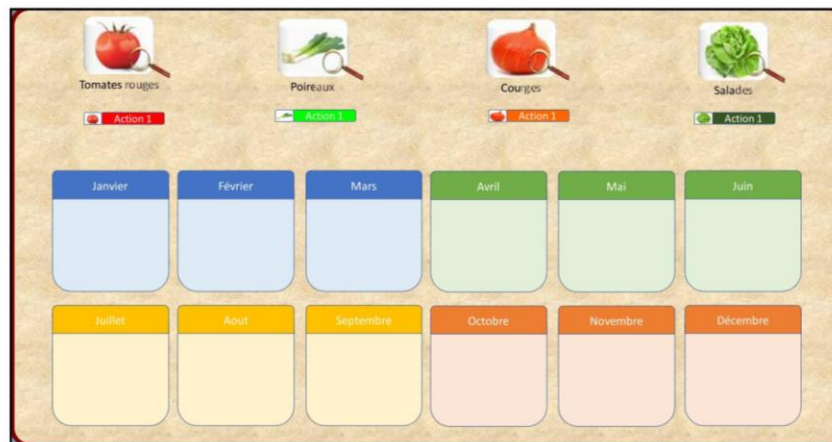 Tomates rouges
Poireaux
Courges
Salades
Action 1
Action 1
Action 1
Action 1
Janvier
Février
Mars
Avril
Mai
Juin
Juillet
Aout
Septembre
Octobre
Novembre
Décembre